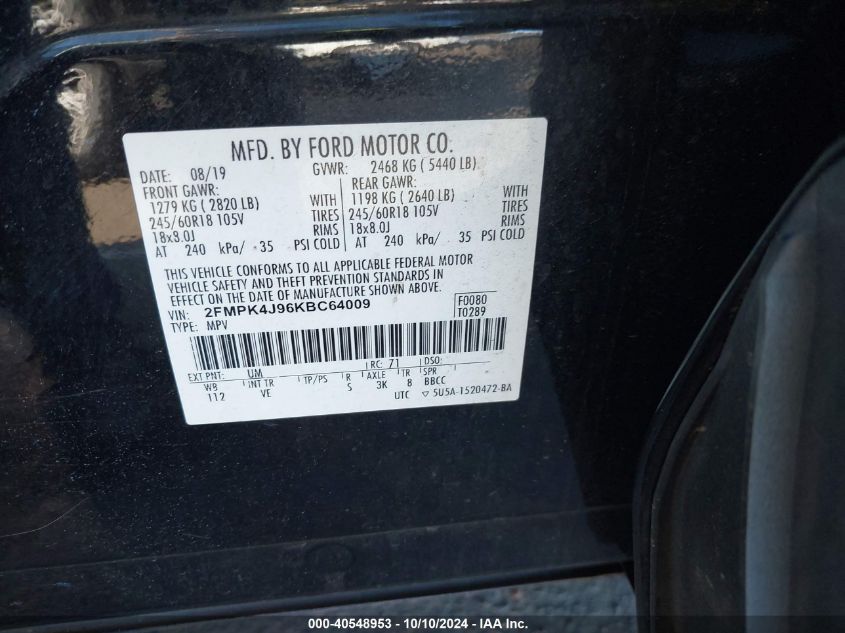 MFD. BY FORD MOTOR CO.
DATE: 08/19 GVWR: 2468 KG ( 5440 LB)
FRONT GAWR: REAR GAWR:
1279 KG ( 2820 LB) WITH 1198 KG ( 2640 LB) WITH
245/60R18 105V TIRES 245/60R18 105V TIRES
18x8.0J RIMS 18x8.0J RIMS
AT 240 kPa/ 35 PSI COLD AT 240 kPa/ 35 PSI COLD
THIS VEHICLE CONFORMS TO ALL APPLICABLE FEDERAL MOTOR
VEHICLE SAFETY AND THEFT PREVENTION STANDARDS IN
EFFECT ON THE DATE OF MANUFACTURE SHOWN ABOVE.
VIN: 2FMPK4J96KBC64009 F0080
TYPE: MPV T0289
EXT PNT: UM RC: 71 DSO:
WB INT TR TP/PS R AXLE TR SPR
112 VE S 3K 8 BBCC
UTC ▽ 5U5A-1520472-BA
000-40548953 - 10/10/2024 - IAA Inc.